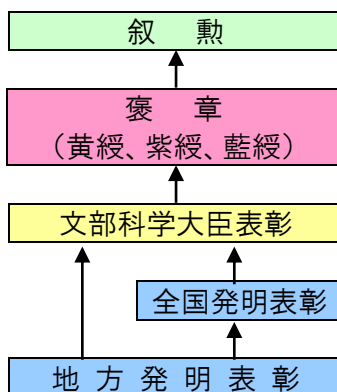 叙勲
褒章
（黄綬、紫綬、藍綬）
文部科学大臣表彰
全国発明表彰
地方発明表彰